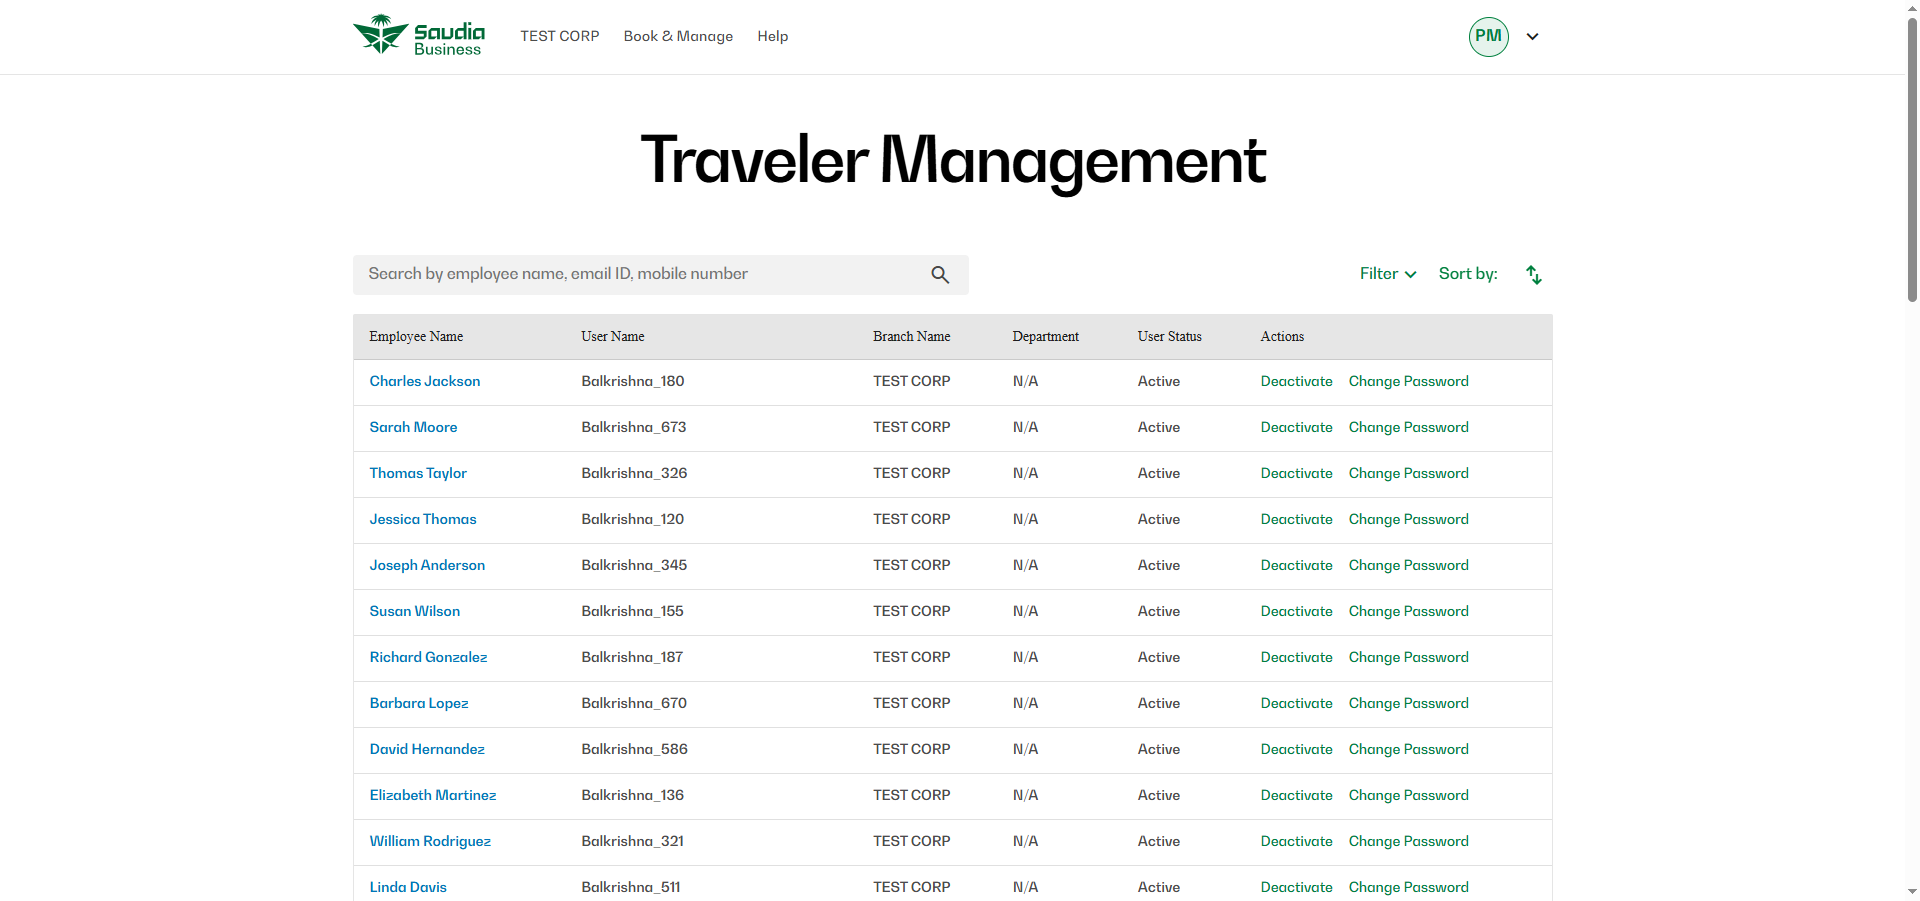 Saudia Business TEST CORP Book & Manage Help PM
Traveler Management
Search by employee name, email ID, mobile number Filter Sort by:
Employee Name User Name Branch Name Department User Status Actions
Charles Jackson Balkrishna_180 TEST CORP N/A Active Deactivate Change Password
Sarah Moore Balkrishna_673 TEST CORP N/A Active Deactivate Change Password
Thomas Taylor Balkrishna_326 TEST CORP N/A Active Deactivate Change Password
Jessica Thomas Balkrishna_120 TEST CORP N/A Active Deactivate Change Password
Joseph Anderson Balkrishna_345 TEST CORP N/A Active Deactivate Change Password
Susan Wilson Balkrishna_155 TEST CORP N/A Active Deactivate Change Password
Richard Gonzalez Balkrishna_187 TEST CORP N/A Active Deactivate Change Password
Barbara Lopez Balkrishna_670 TEST CORP N/A Active Deactivate Change Password
David Hernandez Balkrishna_586 TEST CORP N/A Active Deactivate Change Password
Elizabeth Martinez Balkrishna_136 TEST CORP N/A Active Deactivate Change Password
William Rodriguez Balkrishna_321 TEST CORP N/A Active Deactivate Change Password
Linda Davis Balkrishna_511 TEST CORP N/A Active Deactivate Change Password